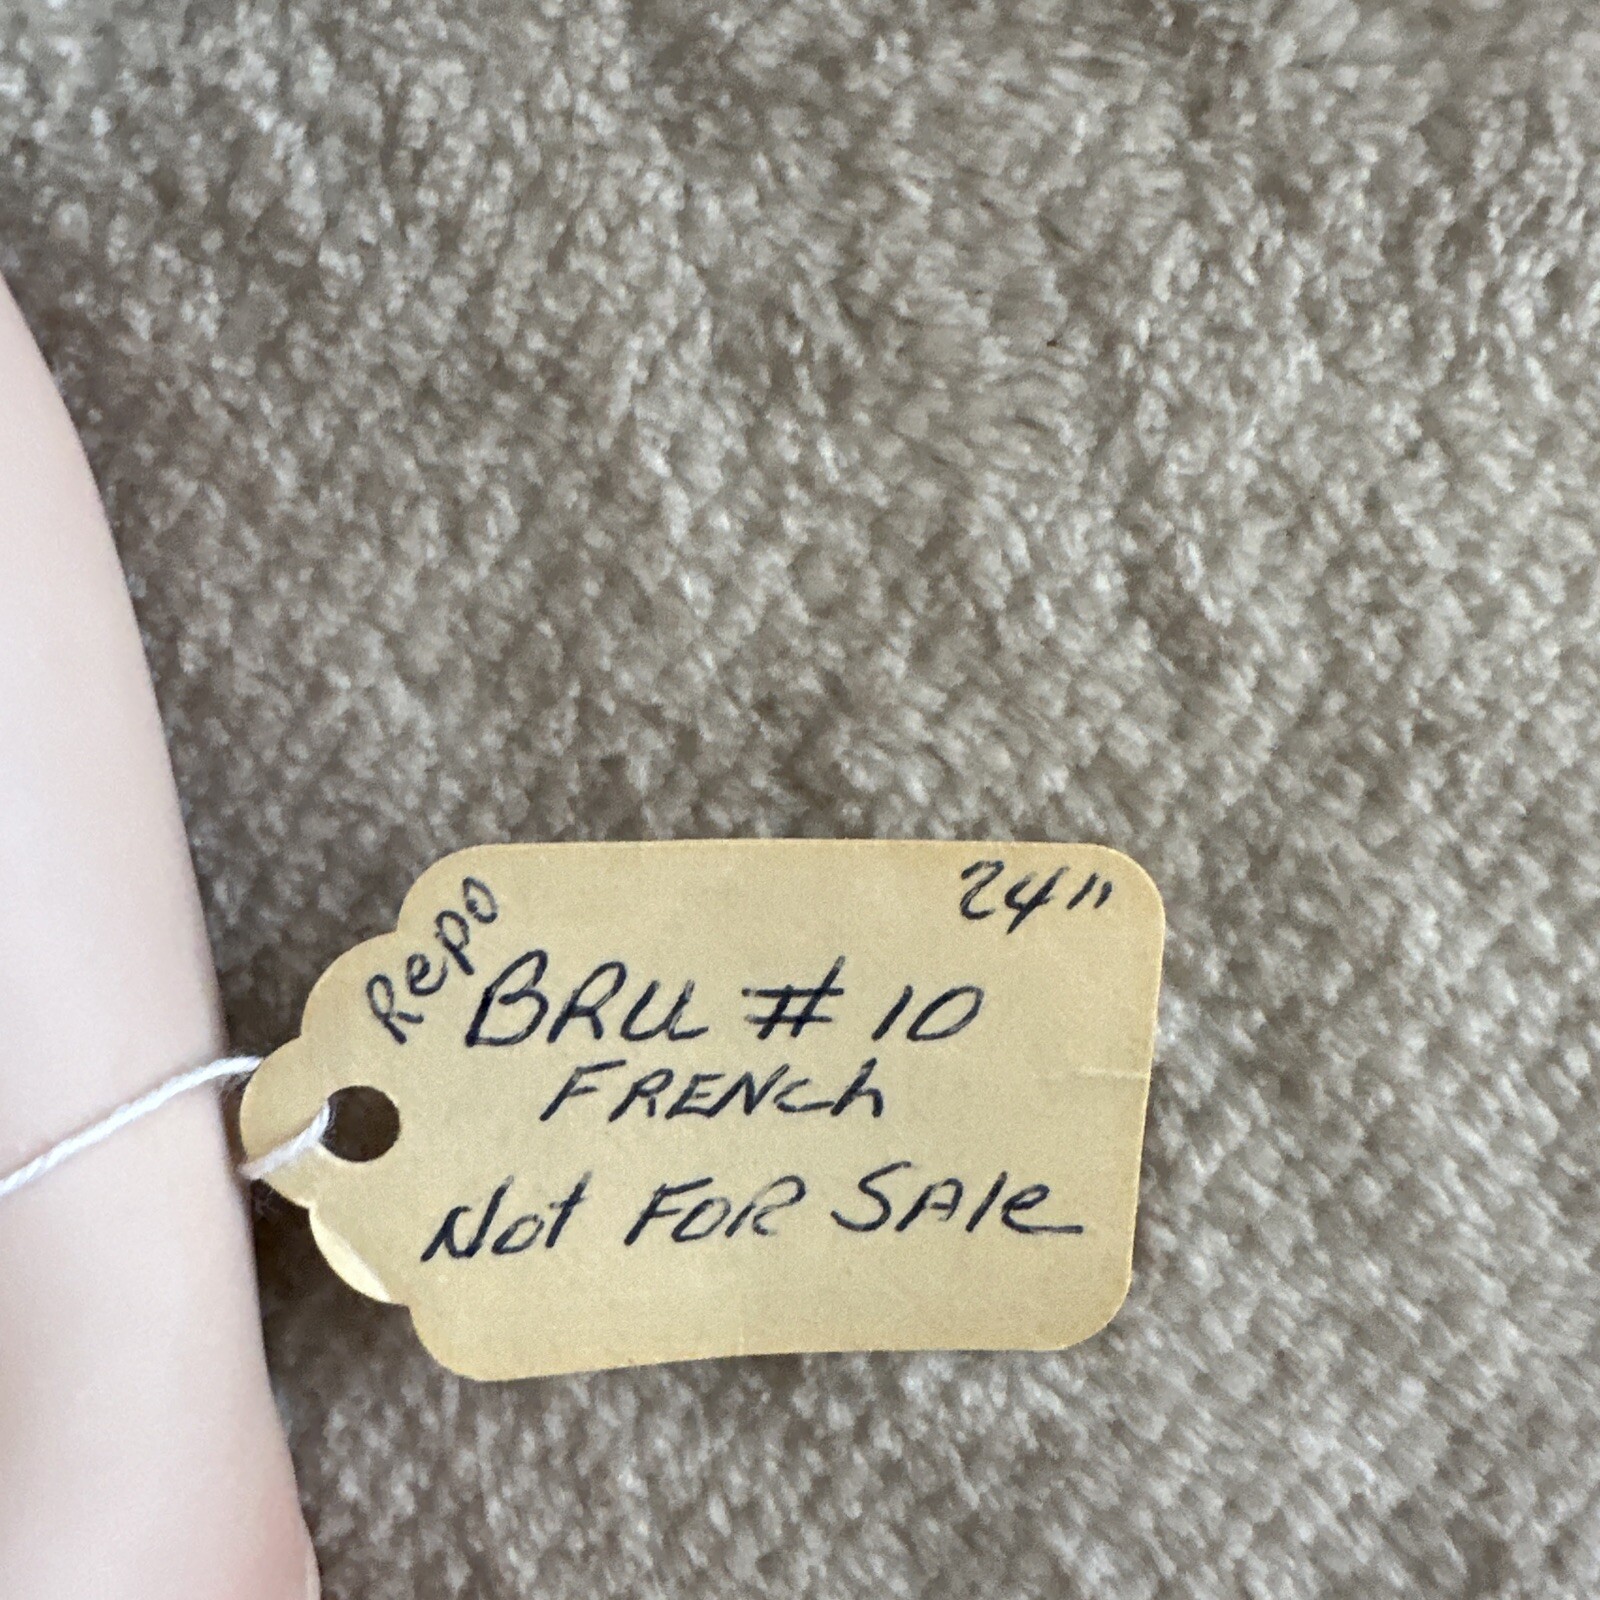 24"
Repo
BRU # 10
FRENCh
Not FOR SAle